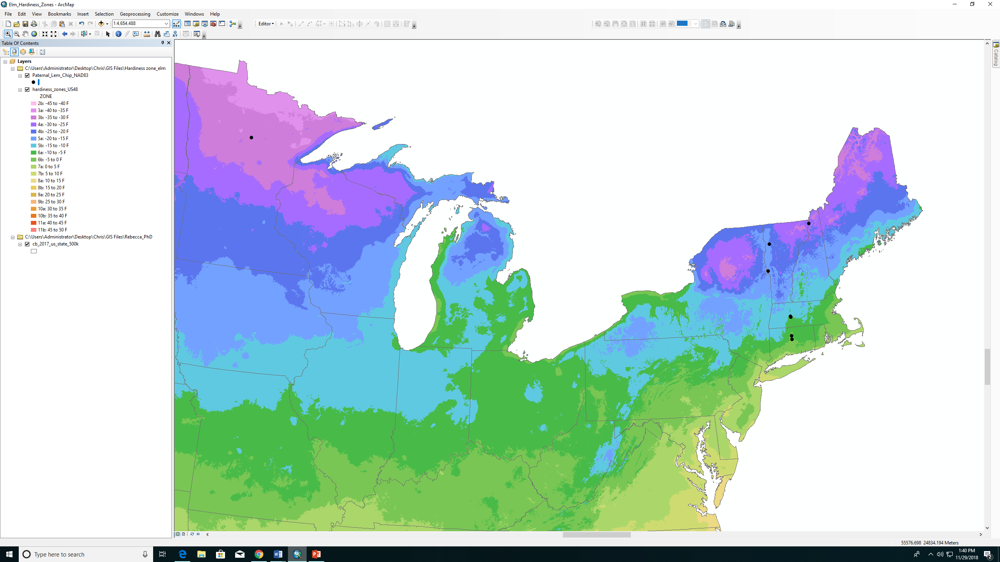 Elm_Hardiness_Zones - ArcMap
File Edit View Bookmarks Insert Selection Geoprocessing Customize Windows Help
1:4,654,488
Editor
100%
Table Of Contents
Catalog
Layers
C:\Users\Administrator\Desktop\Chris\GIS Files\Hardiness zone_elm
Paternal_Lem_Chip_NAD83
hardiness_zones_US48
ZONE
2b: -45 to -40 F
3a: -40 to -35 F
3b: -35 to -30 F
4a: -30 to -25 F
4b: -25 to -20 F
5a: -20 to -15 F
5b: -15 to -10 F
6a: -10 to -5 F
6b: -5 to 0 F
7a: 0 to 5 F
7b: 5 to 10 F
8a: 10 to 15 F
8b: 15 to 20 F
9a: 20 to 25 F
9b: 25 to 30 F
10a: 30 to 35 F
10b: 35 to 40 F
11a: 40 to 45 F
11b: 45 to 50 F
C:\Users\Administrator\Desktop\Chris\GIS Files\Rebecca_PhD
cb_2017_us_state_500k
55576.698 24834.194 Meters
Type here to search
1:40 PM
11/29/2018
2